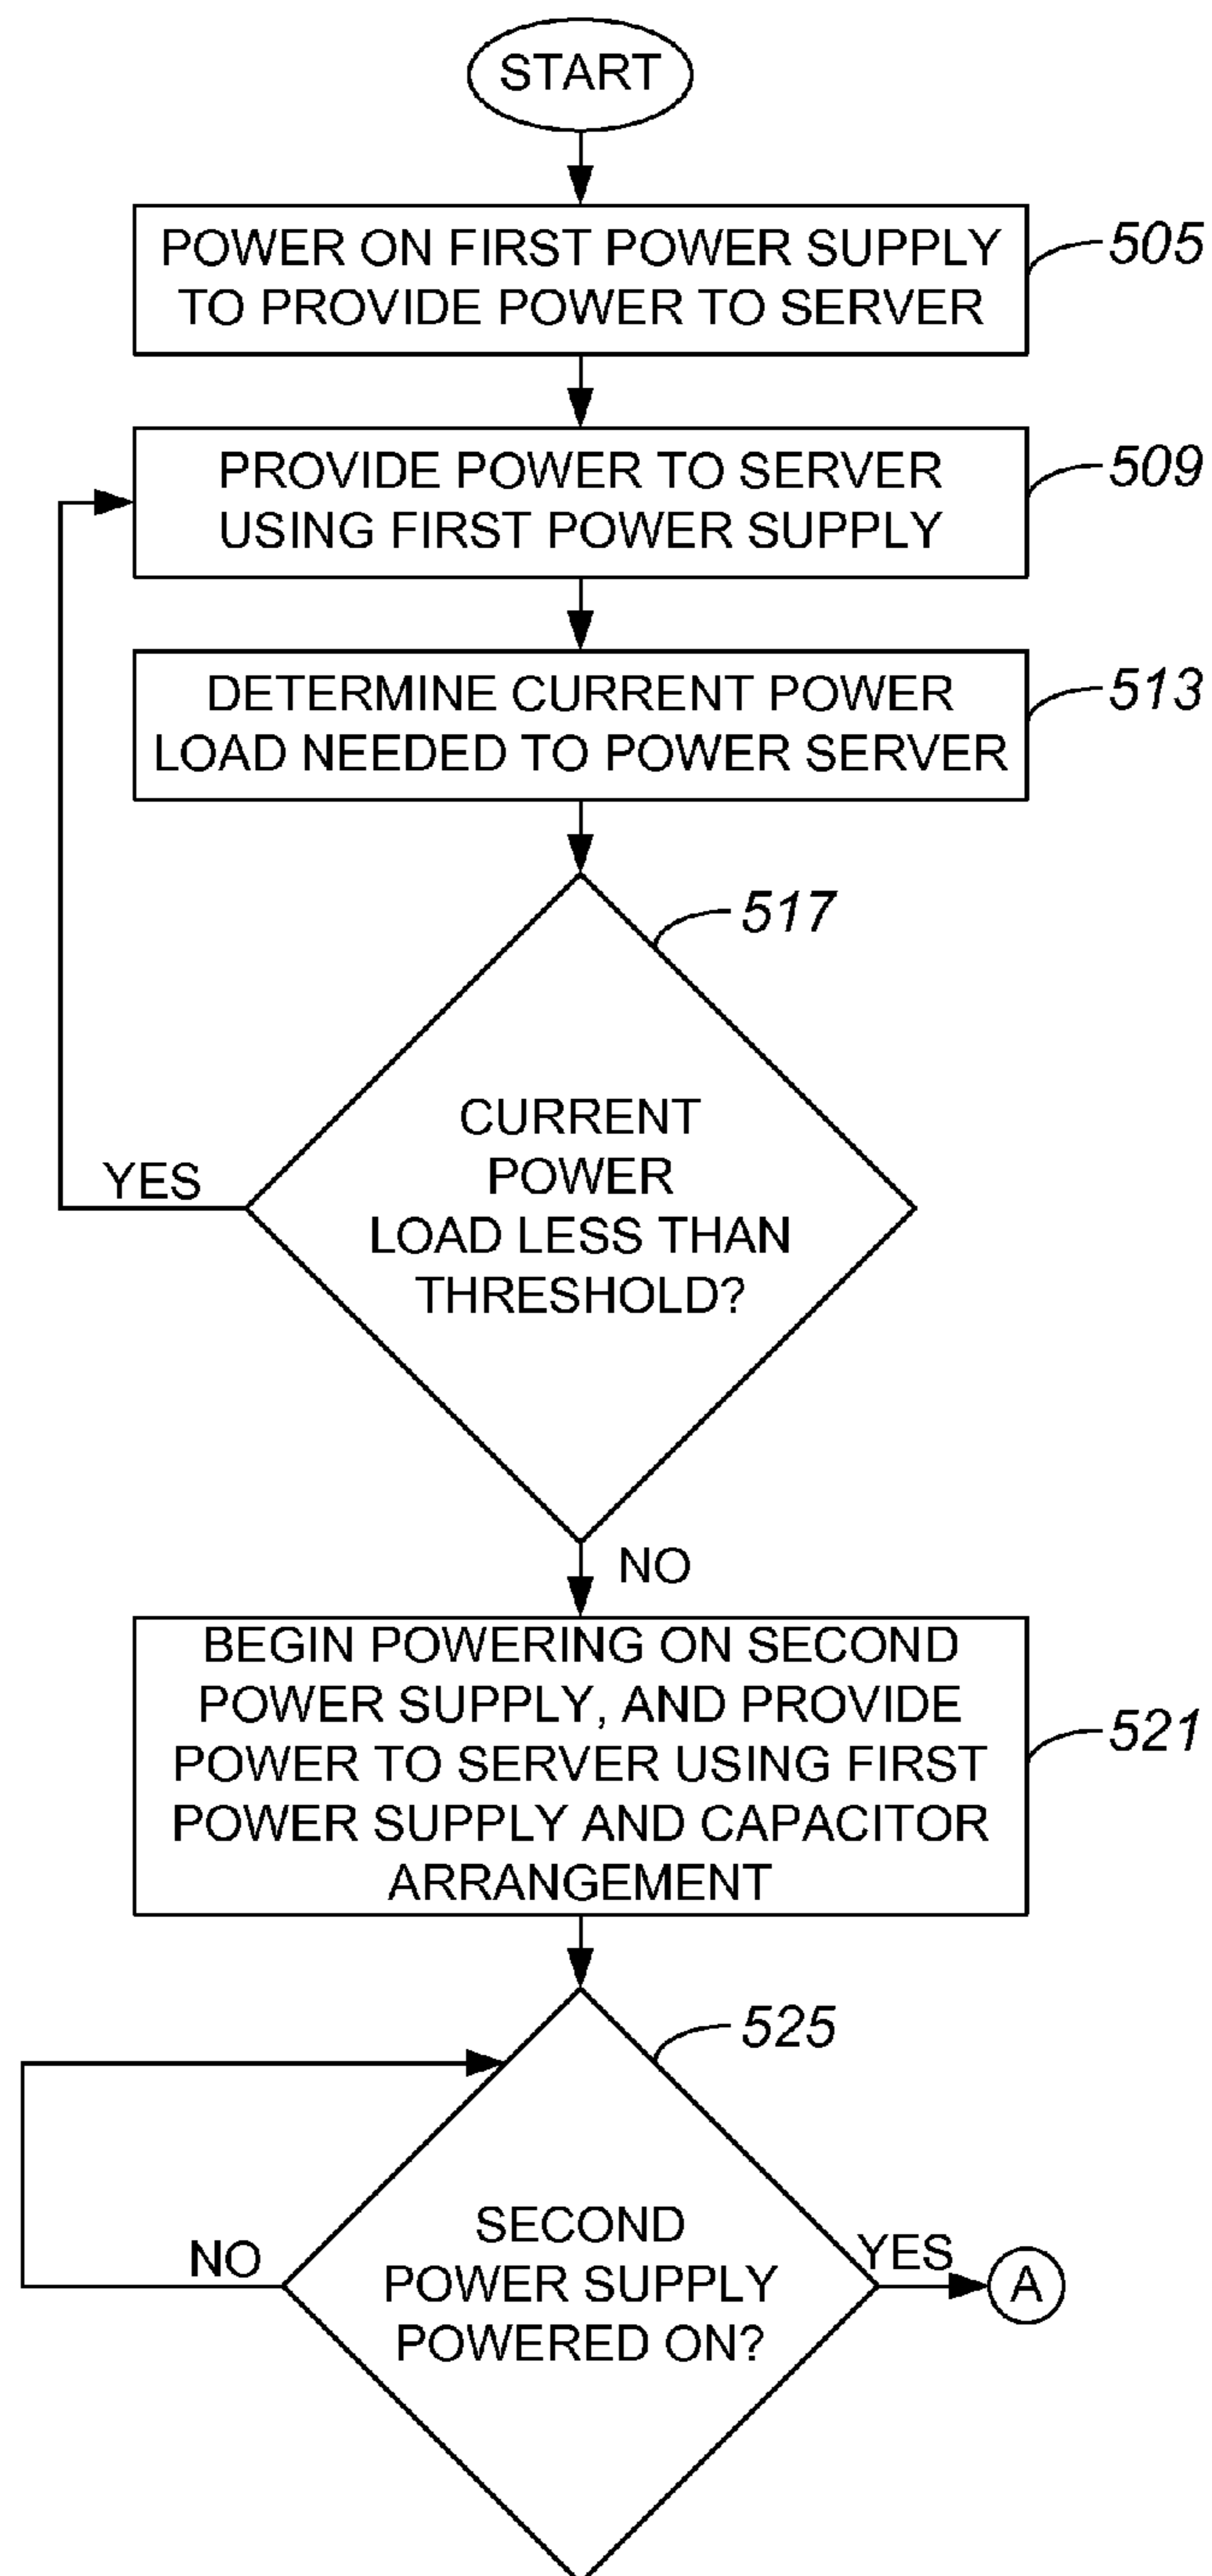 START
POWER ON FIRST POWER SUPPLY
TO PROVIDE POWER TO SERVER
505
PROVIDE POWER TO SERVER
USING FIRST POWER SUPPLY
509
DETERMINE CURRENT POWER
LOAD NEEDED TO POWER SERVER
513
517
CURRENT
POWER
LOAD LESS THAN
THRESHOLD?
YES
NO
BEGIN POWERING ON SECOND
POWER SUPPLY, AND PROVIDE
POWER TO SERVER USING FIRST
POWER SUPPLY AND CAPACITOR
ARRANGEMENT
521
525
SECOND
POWER SUPPLY
POWERED ON?
NO
YES
A